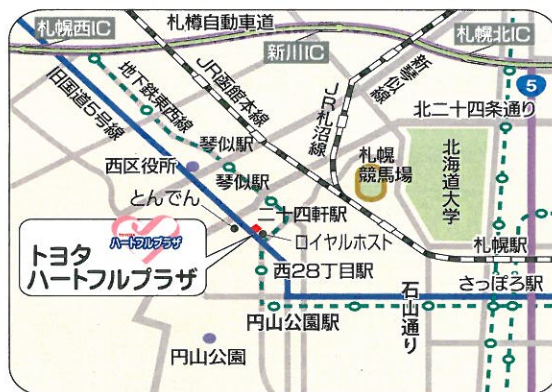 札樽自動車道
札幌西IC
新川IC
札幌北IC
5
旧国道5号線
地下鉄東西線
JR函館本線
JR札沼線
新琴似線
北二十四条通り
琴似駅
西区役所
琴似駅
札幌
競馬場
北海道大学
とんでん
二十四軒駅
ハートフルプラザ
ロイヤルホスト
札幌駅
トヨタ
ハートフルプラザ
西28丁目駅
さっぽろ駅
円山公園駅
石山通り
円山公園